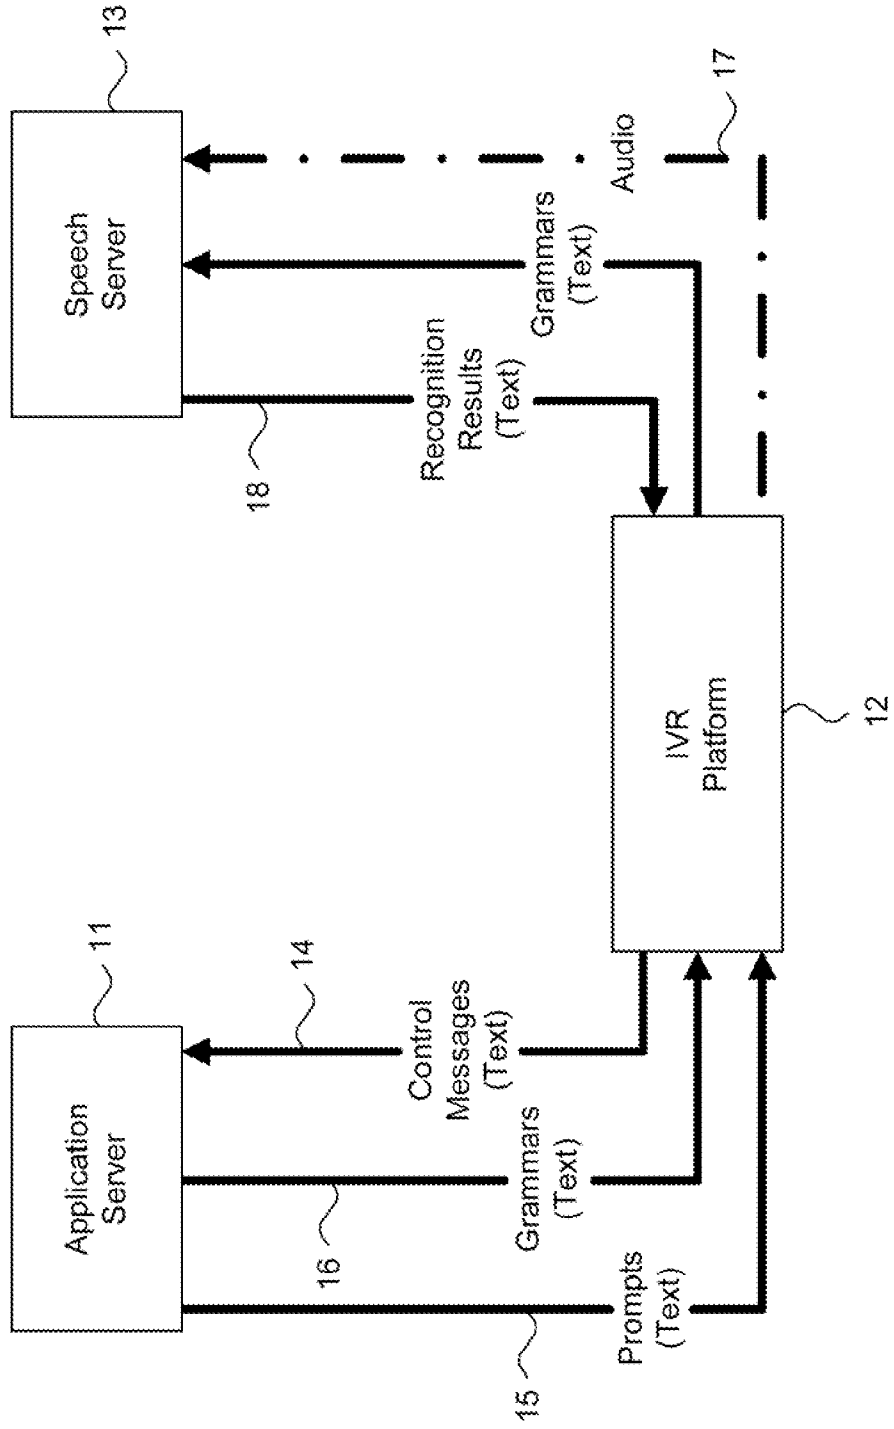 Application
Server
11
14
Control
Messages
(Text)
16
Grammars
(Text)
15
Prompts
(Text)
IVR
Platform
12
Speech
Server
13
18
Recognition
Results
(Text)
Grammars
(Text)
Audio
17